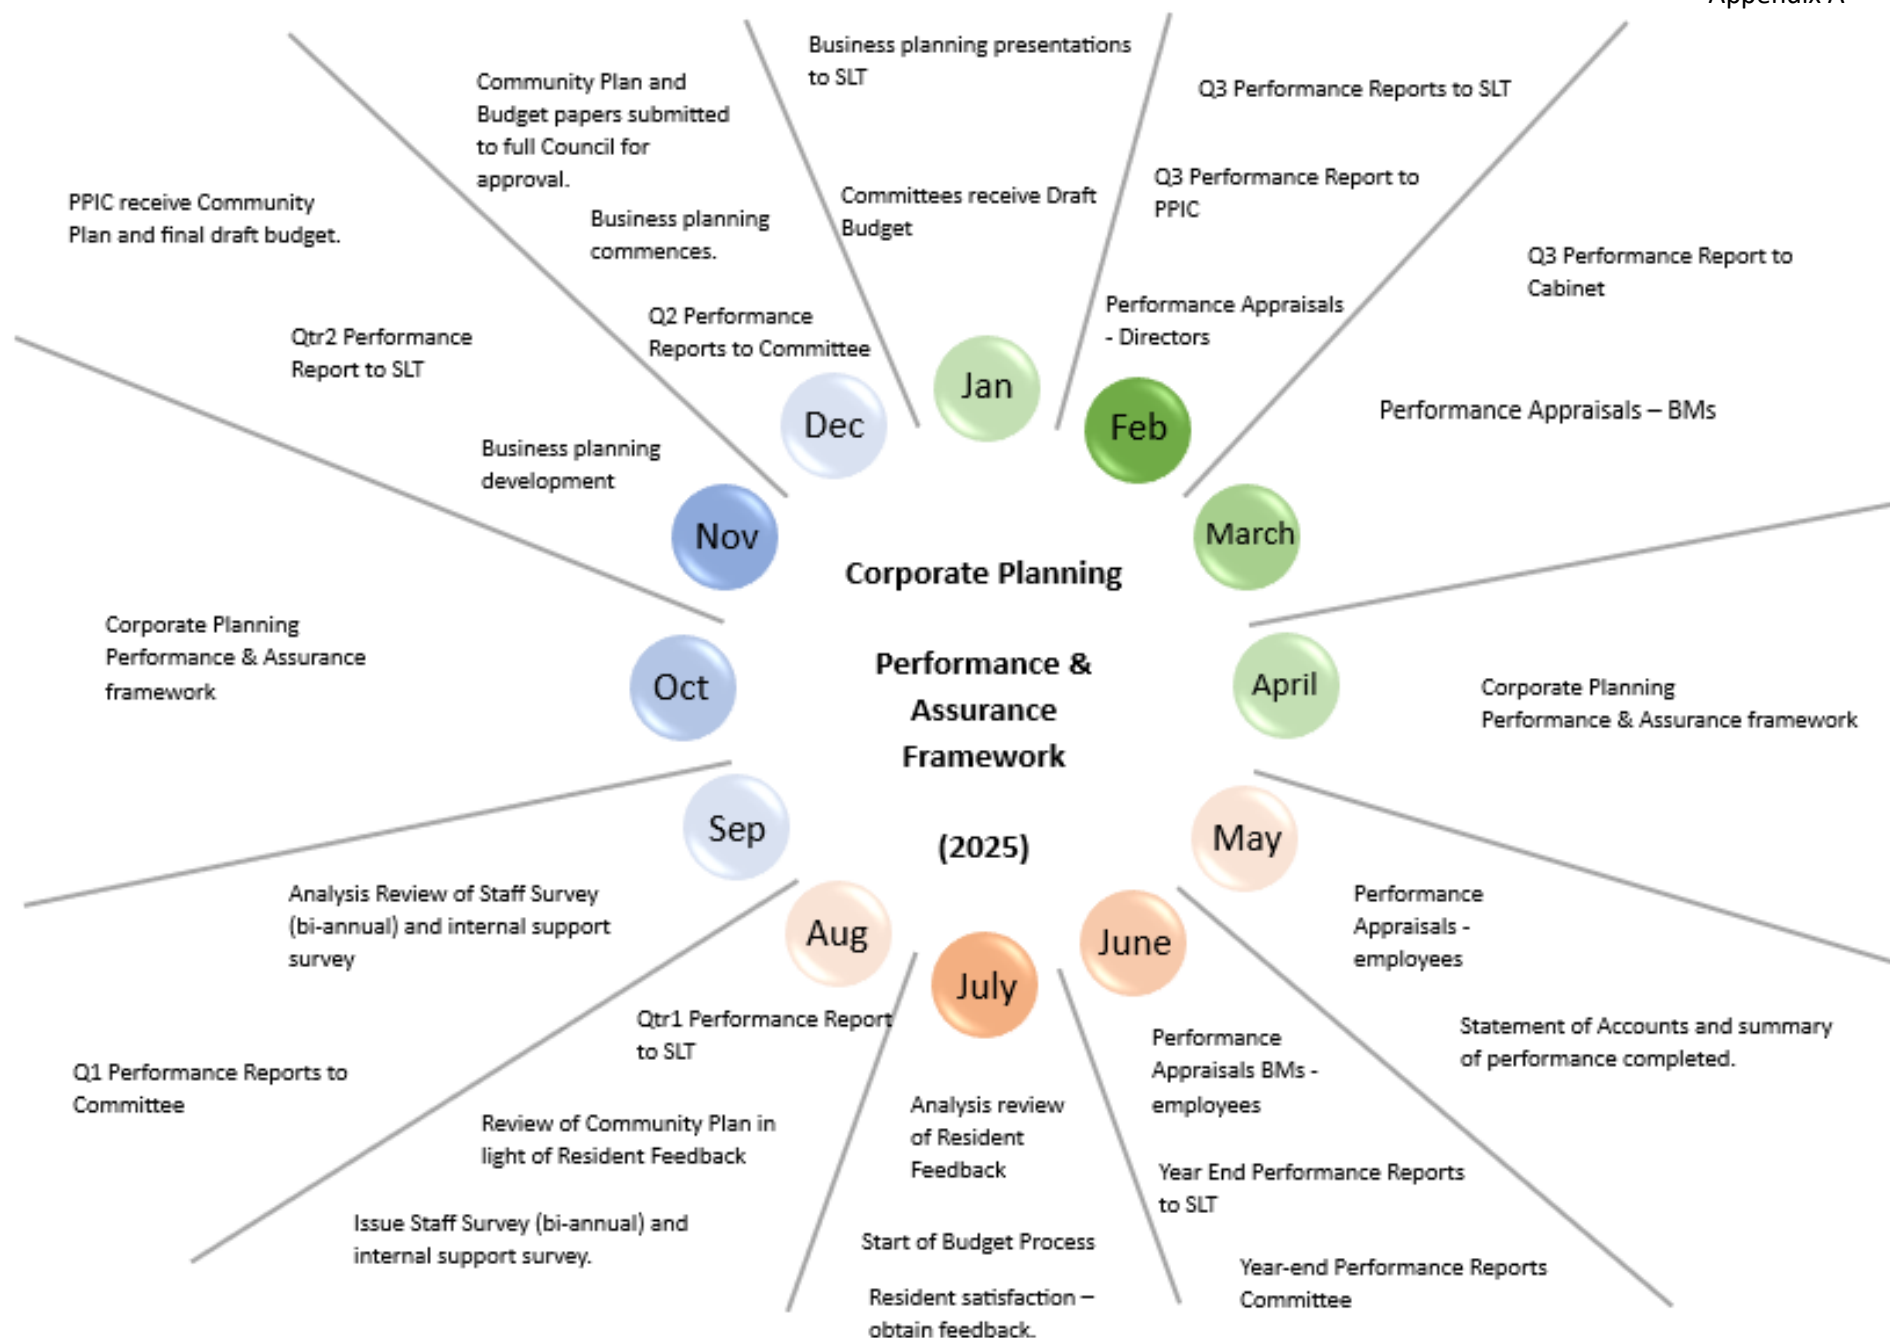 Appendix A
Business planning presentations
to SLT
Committees receive Draft
Budget
Jan
Q3 Performance Reports to SLT
Q3 Performance Report to
PPIC
Performance Appraisals
- Directors
Feb
Q3 Performance Report to
Cabinet
Performance Appraisals – BMs
March
Corporate Planning
Performance & Assurance framework
April
Performance
Appraisals -
employees
Statement of Accounts and summary
of performance completed.
May
Performance
Appraisals BMs -
employees
Year End Performance Reports
to SLT
Year-end Performance Reports
Committee
June
Analysis review
of Resident
Feedback
Start of Budget Process
Resident satisfaction –
obtain feedback.
July
Qtr1 Performance Report
to SLT
Review of Community Plan in
light of Resident Feedback
Issue Staff Survey (bi-annual) and
internal support survey.
Aug
Analysis Review of Staff Survey
(bi-annual) and internal support
survey
Q1 Performance Reports to
Committee
Sep
Corporate Planning
Performance & Assurance
framework
Oct
PPIC receive Community
Plan and final draft budget.
Qtr2 Performance
Report to SLT
Business planning
development
Nov
Community Plan and
Budget papers submitted
to full Council for
approval.
Business planning
commences.
Q2 Performance
Reports to Committee
Dec
Corporate Planning
Performance &
Assurance
Framework
(2025)